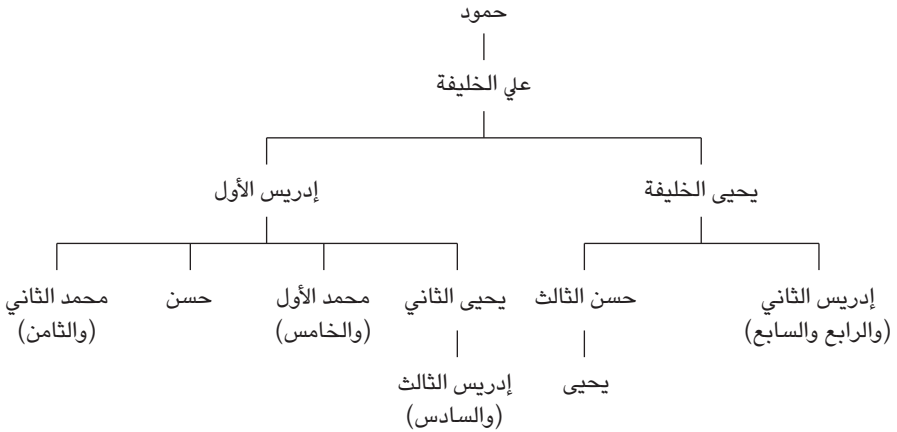 حمود
علي الخليفة
يحيى الخليفة
إدريس الأول
إدريس الثاني
(والرابع والسابع)
حسن الثالث
يحيى الثاني
محمد الأول
(والخامس)
حسن
محمد الثاني
(والثامن)
يحيى
إدريس الثالث
(والسادس)